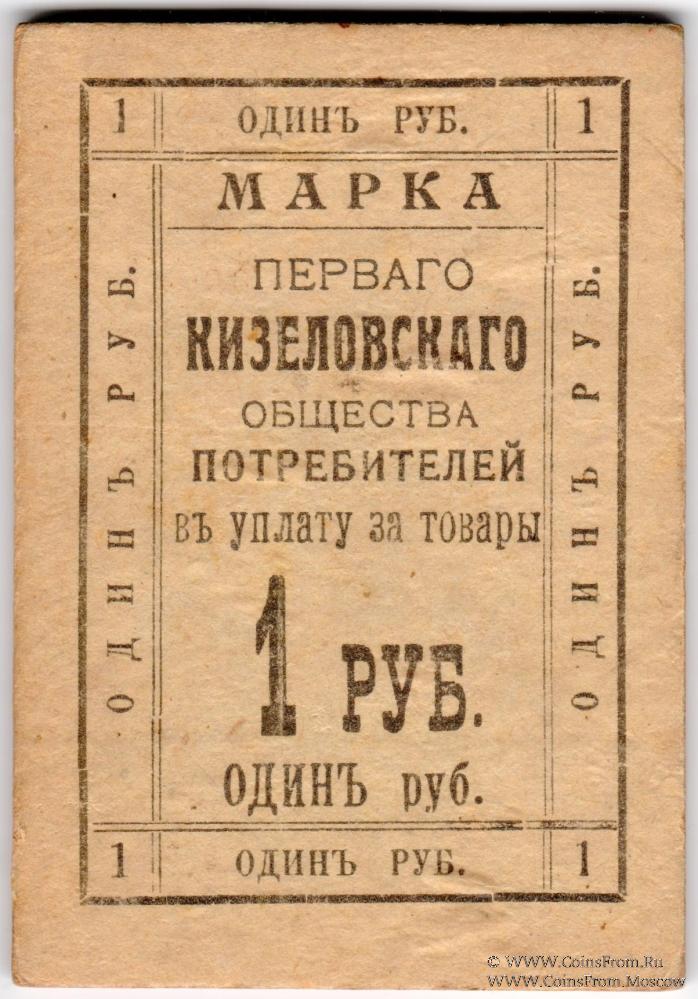 1 ОДИНЪ РУБ. 1
МАРКА
ПЕРВАГО
КИЗЕЛОВСКАГО
ОБЩЕСТВА
ПОТРЕБИТЕЛЕЙ
въ уплату за товары
1 РУБ.
ОДИНЪ руб.
ОДИНЪ РУБ.
ОДИНЪ РУБ.
1 ОДИНЪ РУБ. 1
© WWW.CoinsFrom.Ru
WWW.CoinsFrom.Moscow